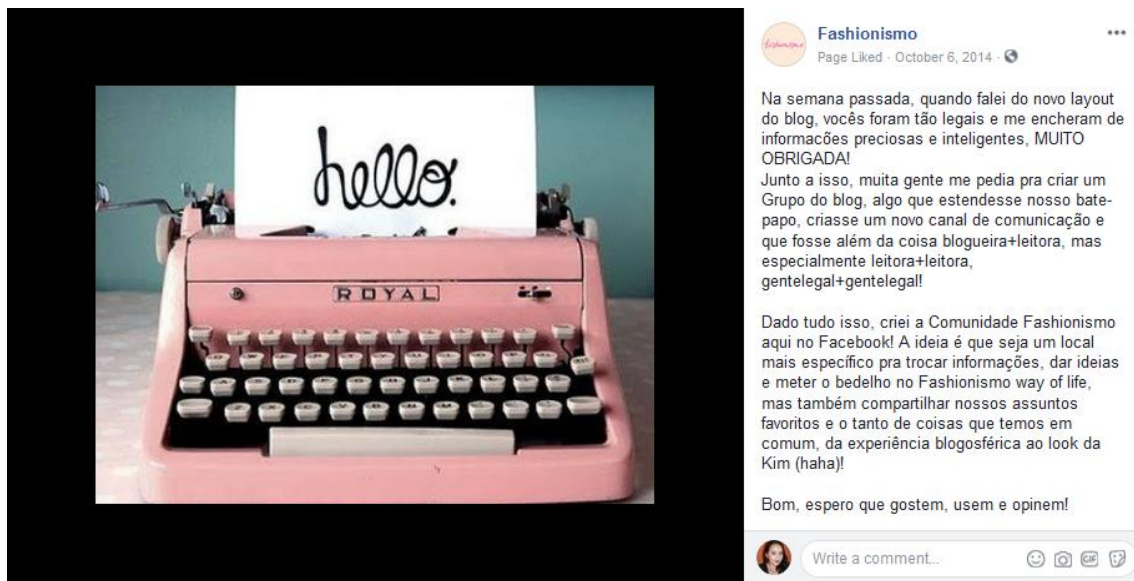 hello.
ROYAL
Fashionismo
Page Liked · October 6, 2014 ·
Na semana passada, quando falei do novo layout
do blog, vocês foram tão legais e me encheram de
informacões preciosas e inteligentes, MUITO
OBRIGADA!
Junto a isso, muita gente me pedia pra criar um
Grupo do blog, algo que estendesse nosso bate-
papo, criasse um novo canal de comunicação e
que fosse além da coisa blogueira+leitora, mas
especialmente leitora+leitora,
gentelegal+gentelegal!
Dado tudo isso, criei a Comunidade Fashionismo
aqui no Facebook! A ideia é que seja um local
mais específico pra trocar informações, dar ideias
e meter o bedelho no Fashionismo way of life,
mas também compartilhar nossos assuntos
favoritos e o tanto de coisas que temos em
comum, da experiência blogosférica ao look da
Kim (haha)!
Bom, espero que gostem, usem e opinem!
Write a comment...
GIF